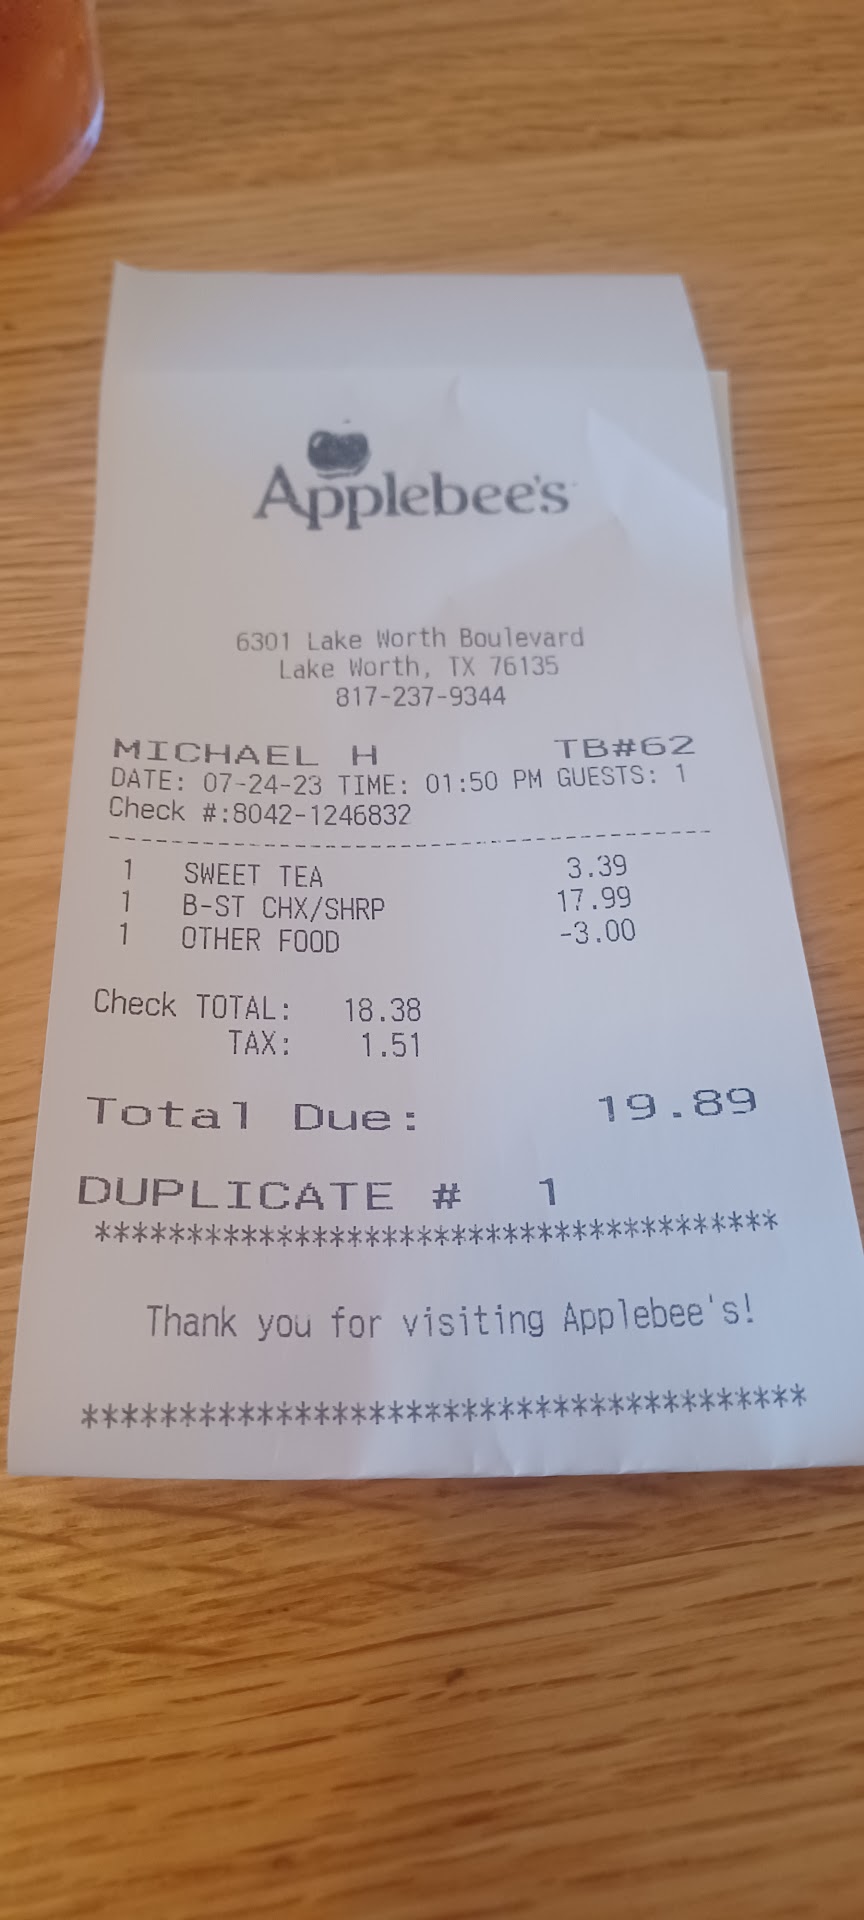 Applebee's
6301 Lake Worth Boulevard
Lake Worth, TX 76135
817-237-9344
MICHAEL H TB#62
DATE: 07-24-23 TIME: 01:50 PM GUESTS: 1
Check #:8042-1246832
----------------------------------------
1 SWEET TEA 3.39
1 B-ST CHX/SHRP 17.99
1 OTHER FOOD -3.00
Check TOTAL: 18.38
TAX: 1.51
Total Due: 19.89
DUPLICATE # 1
****************************************
Thank you for visiting Applebee's!
****************************************